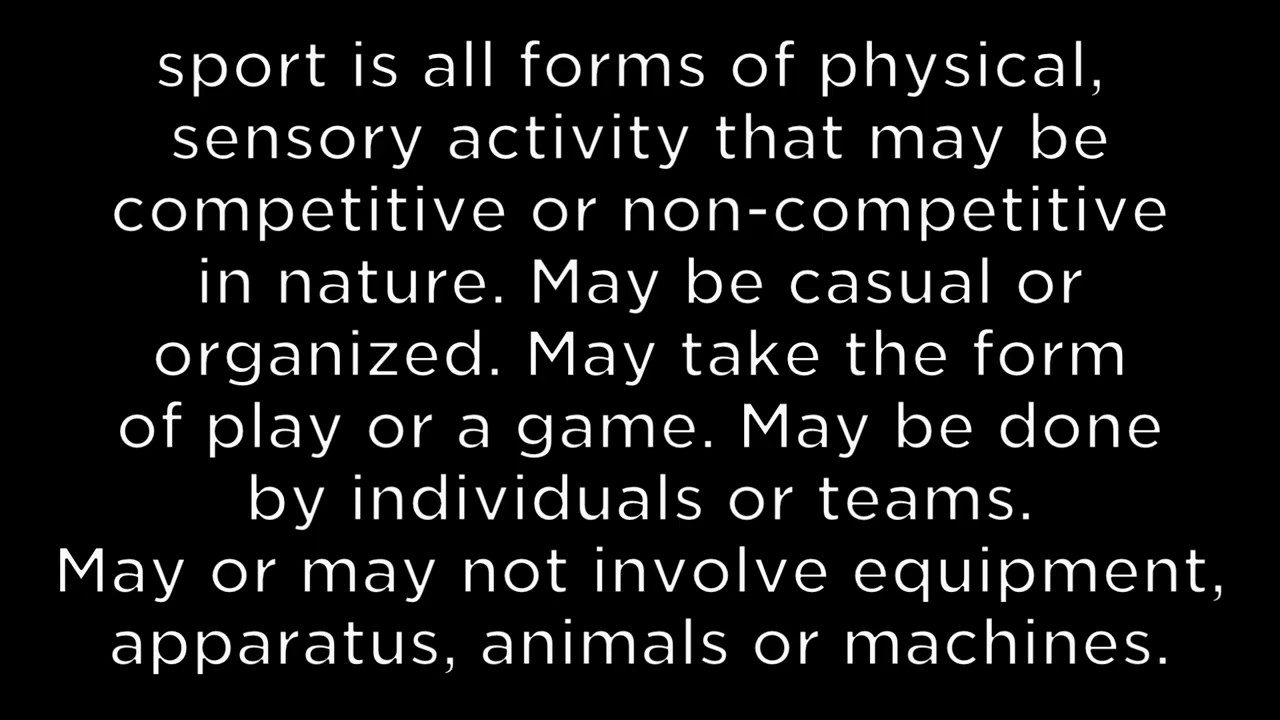 sport is all forms of physical,
sensory activity that may be
competitive or non-competitive
in nature. May be casual or
organized. May take the form
of play or a game. May be done
by individuals or teams.
May or may not involve equipment,
apparatus, animals or machines.